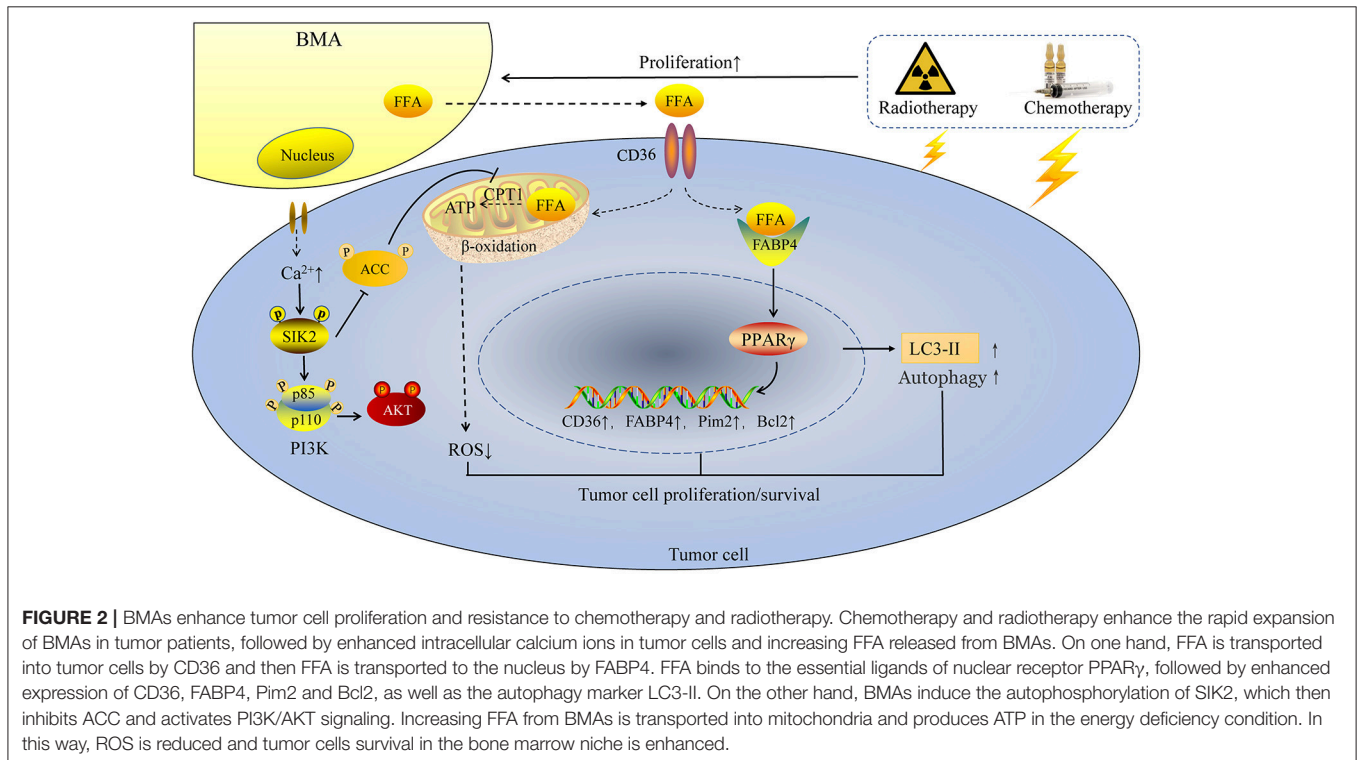 BMA
Proliferation↑
FFA
FFA
Radiotherapy
Chemotherapy
Nucleus
CD36
CPT1
ATP
FFA
β-oxidation
FFA
FABP4
P
P
ACC
Ca²⁺↑
P
P
SIK2
PPARγ
LC3-II ↑
Autophagy ↑
P
P
p85
P
P
p110
PI3K
P
P
AKT
CD36↑, FABP4↑, Pim2↑, Bcl2↑
ROS↓
Tumor cell proliferation/survival
Tumor cell
FIGURE 2 | BMAs enhance tumor cell proliferation and resistance to chemotherapy and radiotherapy. Chemotherapy and radiotherapy enhance the rapid expansion
of BMAs in tumor patients, followed by enhanced intracellular calcium ions in tumor cells and increasing FFA released from BMAs. On one hand, FFA is transported
into tumor cells by CD36 and then FFA is transported to the nucleus by FABP4. FFA binds to the essential ligands of nuclear receptor PPARγ, followed by enhanced
expression of CD36, FABP4, Pim2 and Bcl2, as well as the autophagy marker LC3-II. On the other hand, BMAs induce the autophosphorylation of SIK2, which then
inhibits ACC and activates PI3K/AKT signaling. Increasing FFA from BMAs is transported into mitochondria and produces ATP in the energy deficiency condition. In
this way, ROS is reduced and tumor cells survival in the bone marrow niche is enhanced.